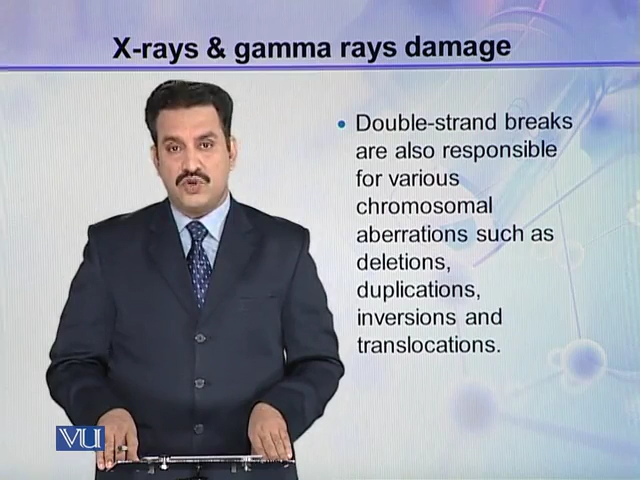 X-rays & gamma rays damage
• Double-strand breaks
are also responsible
for various
chromosomal
aberrations such as
deletions,
duplications,
inversions and
translocations.
VU